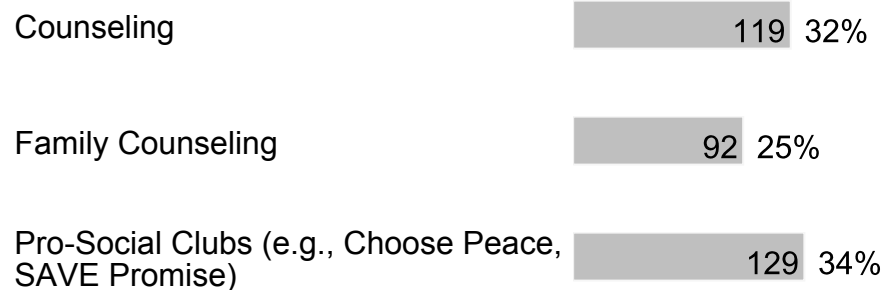 Counseling 119 32%
Family Counseling 92 25%
Pro-Social Clubs (e.g., Choose Peace,
SAVE Promise) 129 34%